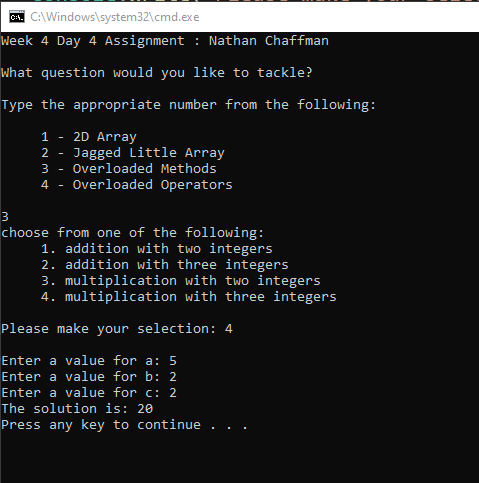 C:\Windows\system32\cmd.exe
Week 4 Day 4 Assignment : Nathan Chaffman
What question would you like to tackle?
Type the appropriate number from the following:
1 - 2D Array
2 - Jagged Little Array
3 - Overloaded Methods
4 - Overloaded Operators
3
choose from one of the following:
1. addition with two integers
2. addition with three integers
3. multiplication with two integers
4. multiplication with three integers
Please make your selection: 4
Enter a value for a: 5
Enter a value for b: 2
Enter a value for c: 2
The solution is: 20
Press any key to continue . . .